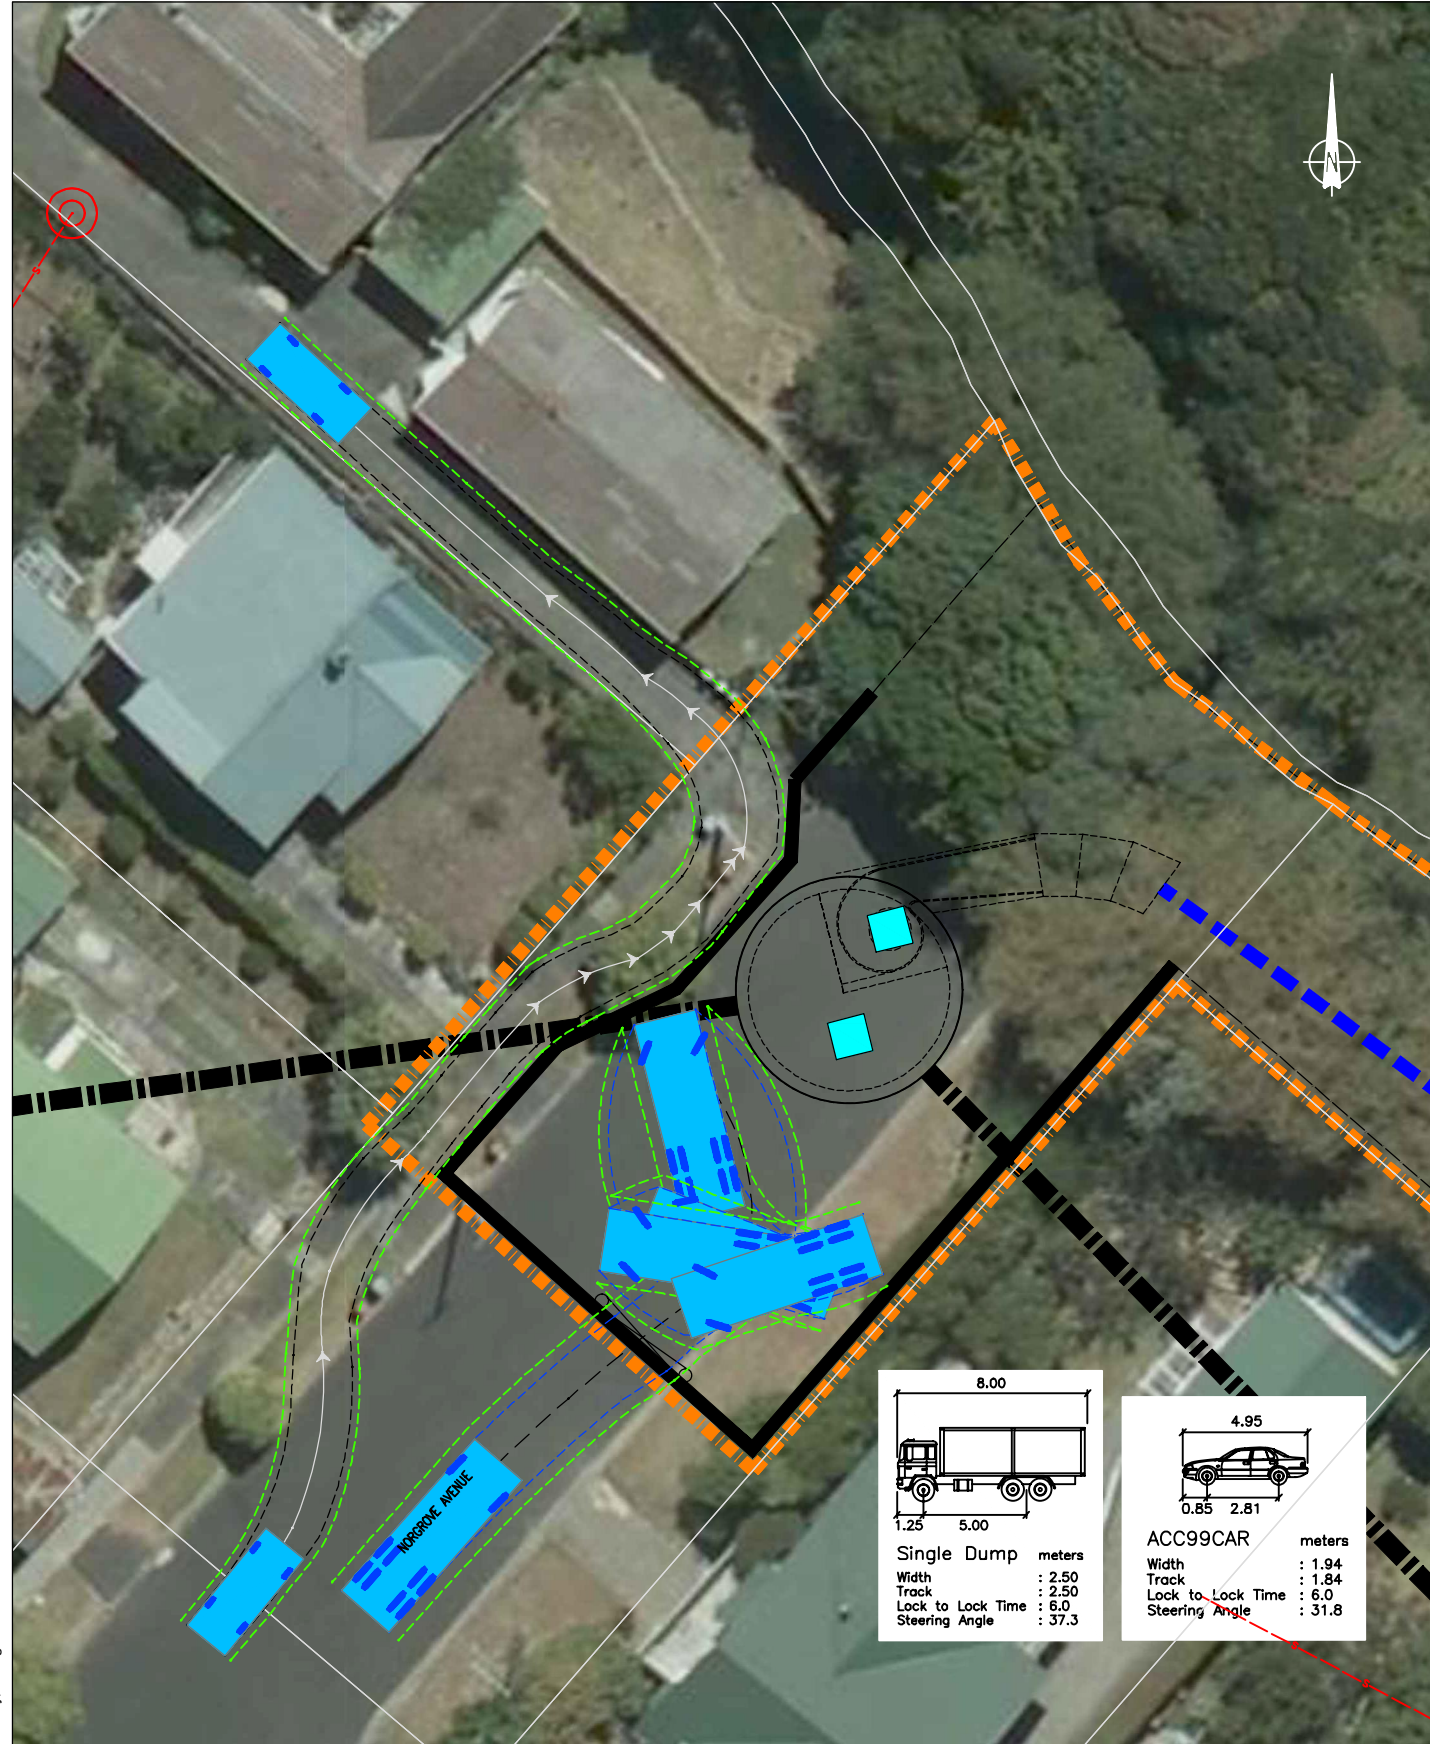 N
S
NORGROVE AVENUE
8.00
1.25 5.00
Single Dump meters
Width : 2.50
Track : 2.50
Lock to Lock Time : 6.0
Steering Angle : 37.3
4.95
0.85 2.81
ACC99CAR meters
Width : 1.94
Track : 1.84
Lock to Lock Time : 6.0
Steering Angle : 31.8
S
S